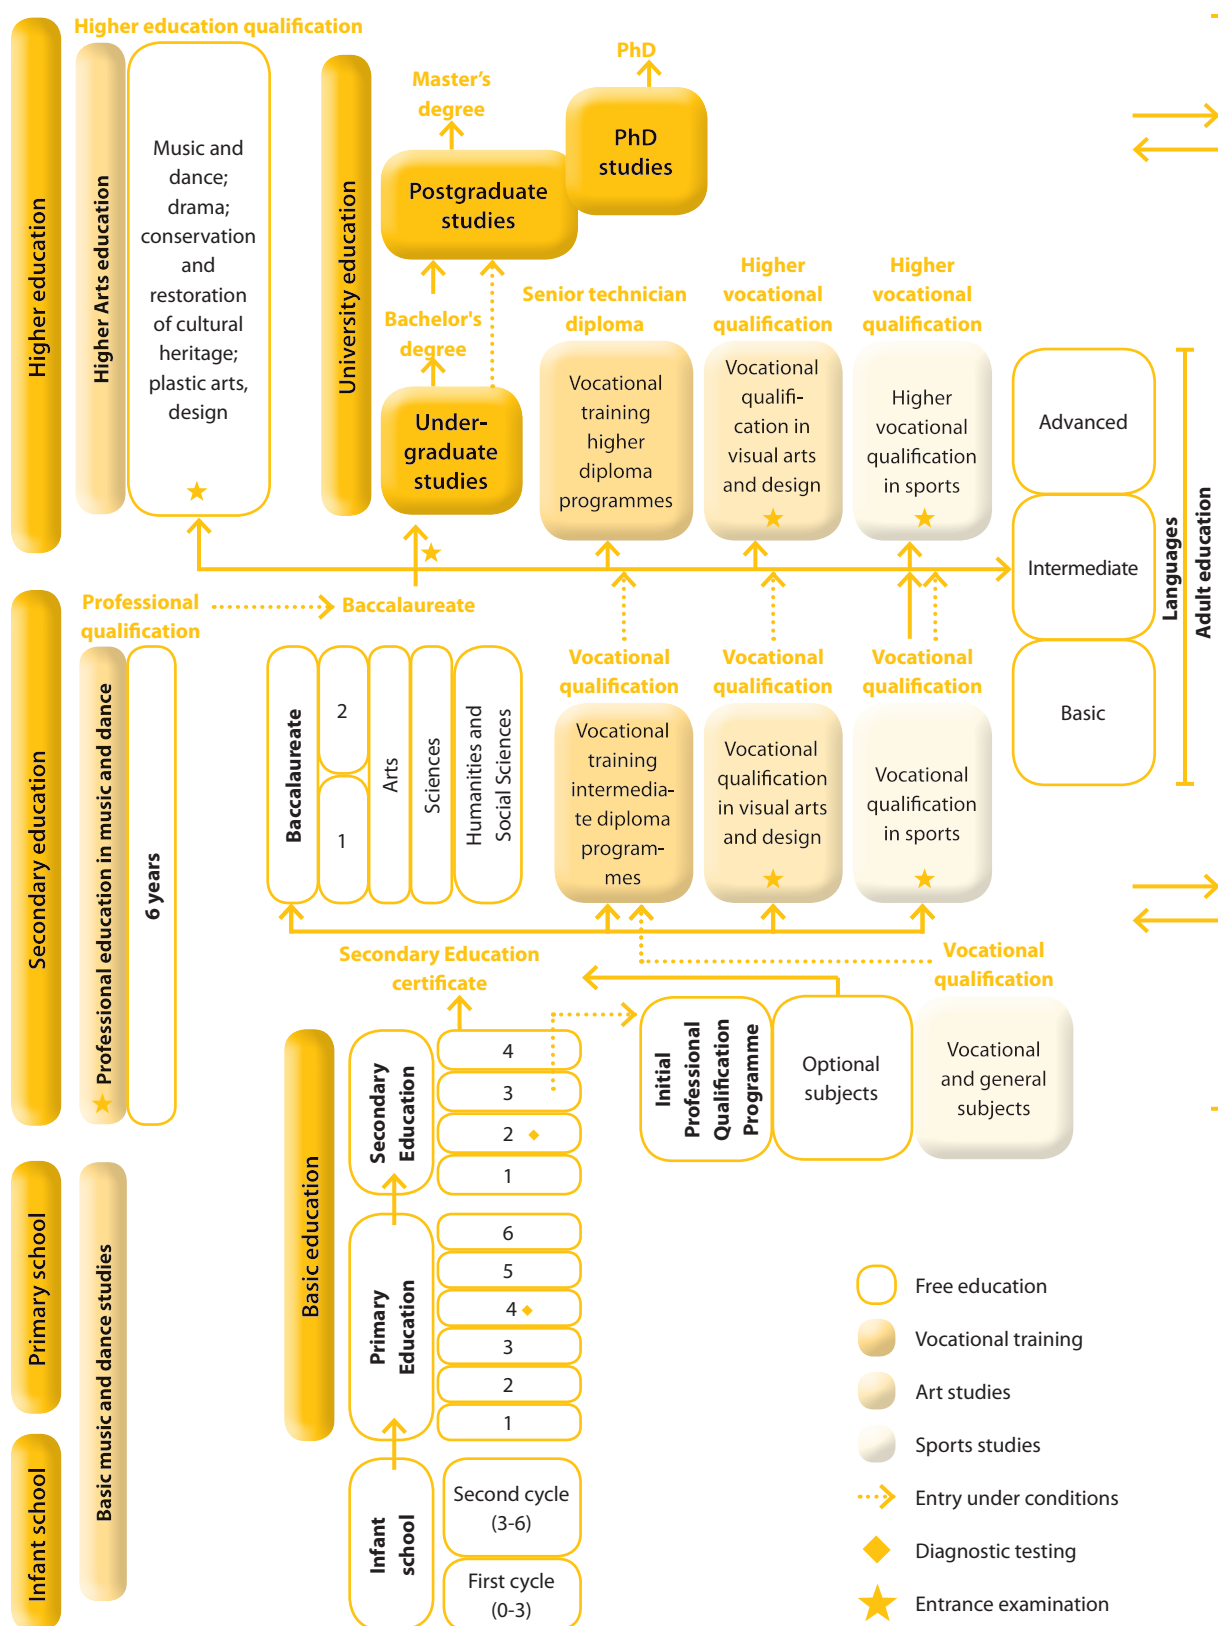 Higher education qualification
Higher education
Higher Arts education
Music and
dance;
drama;
conservation
and
restoration
of cultural
heritage;
plastic arts,
design
University education
Master's
degree
PhD
PhD
studies
Postgraduate
studies
Bachelor's
degree
Under-
graduate
studies
Senior technician
diploma
Vocational
training
higher
diploma
programmes
Higher
vocational
qualification
Vocational
qualifi-
cation in
visual arts
and design
Higher
vocational
qualification
Higher
vocational
qualification
in sports
Advanced
Intermediate
Basic
Languages
Adult education
Secondary education
Professional
qualification
Baccalaureate
Professional education in music and dance
6 years
Baccalaureate
2
1
Arts
Sciences
Humanities and
Social Sciences
Vocational
qualification
Vocational
training
intermedia-
te diploma
program-
mes
Vocational
qualification
Vocational
qualification
in visual arts
and design
Vocational
qualification
Vocational
qualification
in sports
Secondary Education
certificate
Vocational
qualification
Basic education
Secondary
Education
4
3
2
1
Initial
Professional
Qualification
Programme
Optional
subjects
Vocational
and general
subjects
Primary school
Basic music and dance studies
Primary
Education
6
5
4
3
2
1
Infant school
Infant
school
Second cycle
(3-6)
First cycle
(0-3)
Free education
Vocational training
Art studies
Sports studies
Entry under conditions
Diagnostic testing
Entrance examination